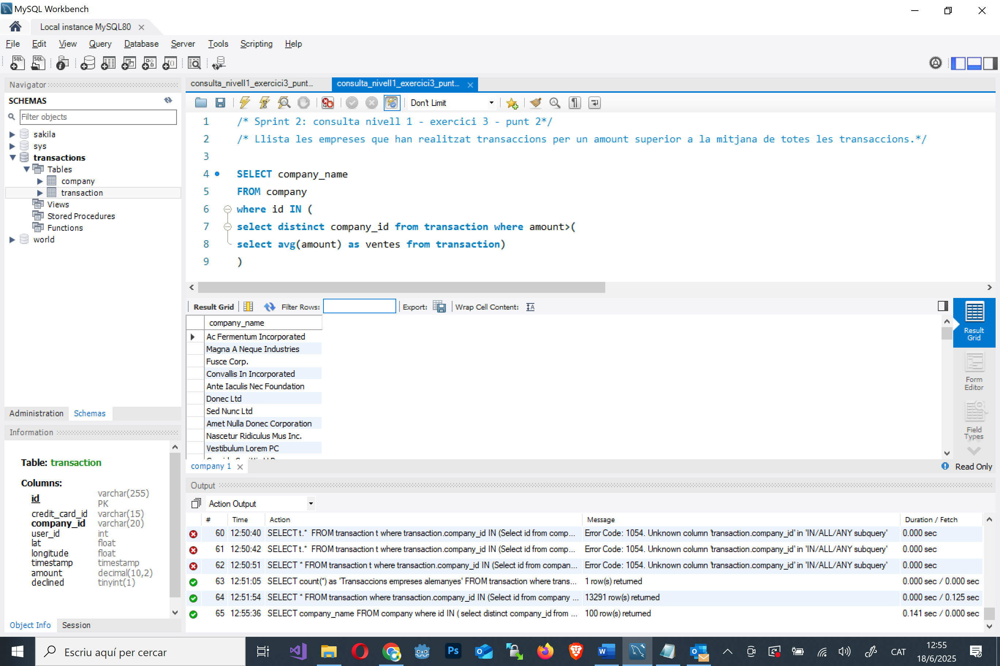 MySQL Workbench
Local instance MySQL80
File Edit View Query Database Server Tools Scripting Help
Navigator
SCHEMAS
Filter objects
sakila
sys
transactions
Tables
company
transaction
Views
Stored Procedures
Functions
world
Administration Schemas
Information
Table: transaction
Columns:
id varchar(255) PK
credit_card_id varchar(15)
company_id varchar(20)
user_id int
lat float
longitude float
timestamp timestamp
amount decimal(10,2)
declined tinyint(1)
Object Info Session
consulta_nivell1_exercici3_punt... consulta_nivell1_exercici3_punt...
Don't Limit
1 /* Sprint 2: consulta nivell 1 - exercici 3 - punt 2*/
2 /* Llista les empreses que han realitzat transaccions per un amount superior a la mitjana de totes les transaccions.*/
3
4 SELECT company_name
5 FROM company
6 where id IN (
7 select distinct company_id from transaction where amount>(
8 select avg(amount) as ventes from transaction)
9 )
Result Grid Filter Rows: Export: Wrap Cell Content:
company_name
Ac Fermentum Incorporated
Magna A Neque Industries
Fusce Corp.
Convallis In Incorporated
Ante Iaculis Nec Foundation
Donec Ltd
Sed Nunc Ltd
Amet Nulla Donec Corporation
Nascetur Ridiculus Mus Inc.
Vestibulum Lorem PC
Result Grid
Form Editor
Field Types
company 1
Read Only
Output
Action Output
# Time Action Message Duration / Fetch
60 12:50:40 SELECT t.* FROM transaction t where transaction.company_id IN (Select id from comp... Error Code: 1054. Unknown column 'transaction.company_id' in 'IN/ALL/ANY subquery' 0.000 sec
61 12:50:42 SELECT t.* FROM transaction t where transaction.company_id IN (Select id from comp... Error Code: 1054. Unknown column 'transaction.company_id' in 'IN/ALL/ANY subquery' 0.000 sec
62 12:50:51 SELECT * FROM transaction t where transaction.company_id IN (Select id from compan... Error Code: 1054. Unknown column 'transaction.company_id' in 'IN/ALL/ANY subquery' 0.000 sec
63 12:51:05 SELECT count(*) as "Transaccions empreses alemanyes" FROM transaction where trans... 1 row(s) returned 0.000 sec / 0.000 sec
64 12:51:54 SELECT * FROM transaction where transaction.company_id IN (Select id from company ... 13291 row(s) returned 0.000 sec / 0.125 sec
65 12:55:36 SELECT company_name FROM company where id IN ( select distinct company_id from ... 100 row(s) returned 0.141 sec / 0.000 sec
Escriu aquí per cercar
CAT
12:55
18/6/2025